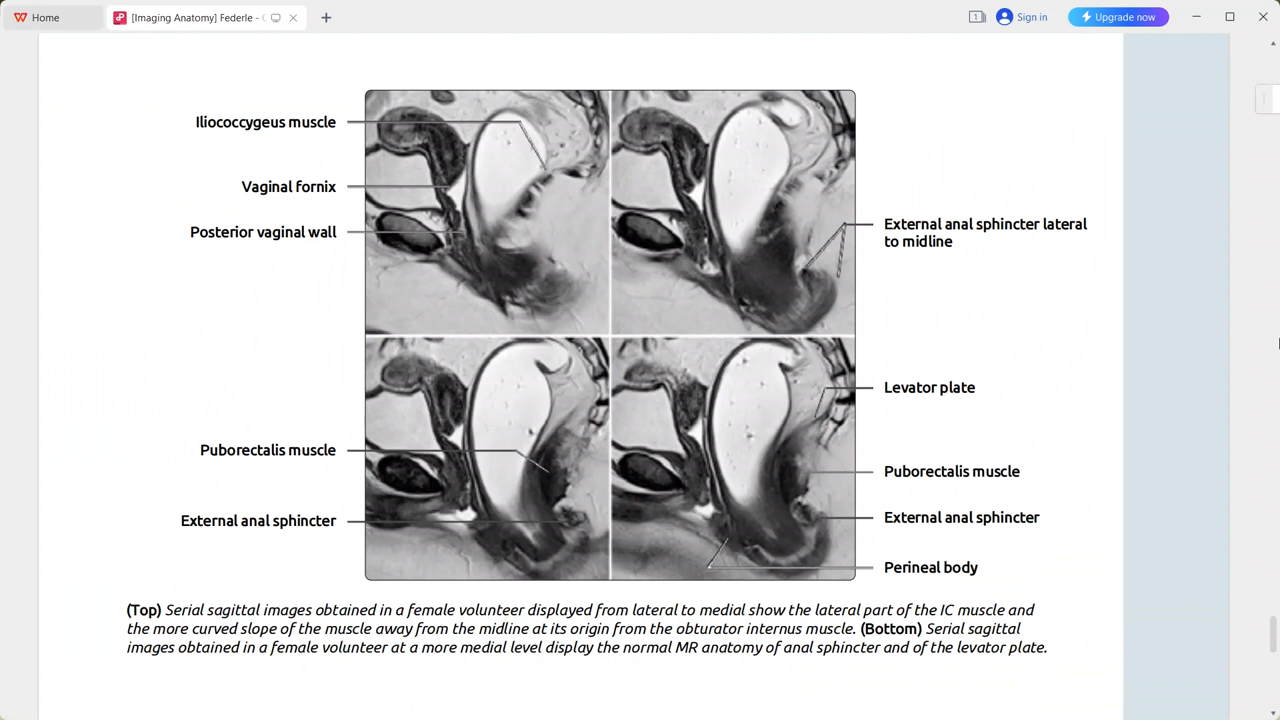 Home
[Imaging Anatomy] Federle -
1
Sign in
Upgrade now
Iliococcygeus muscle
Vaginal fornix
Posterior vaginal wall
External anal sphincter lateral
to midline
Levator plate
Puborectalis muscle
Puborectalis muscle
External anal sphincter
External anal sphincter
Perineal body
(Top) Serial sagittal images obtained in a female volunteer displayed from lateral to medial show the lateral part of the IC muscle and
the more curved slope of the muscle away from the midline at its origin from the obturator internus muscle. (Bottom) Serial sagittal
images obtained in a female volunteer at a more medial level display the normal MR anatomy of anal sphincter and of the levator plate.